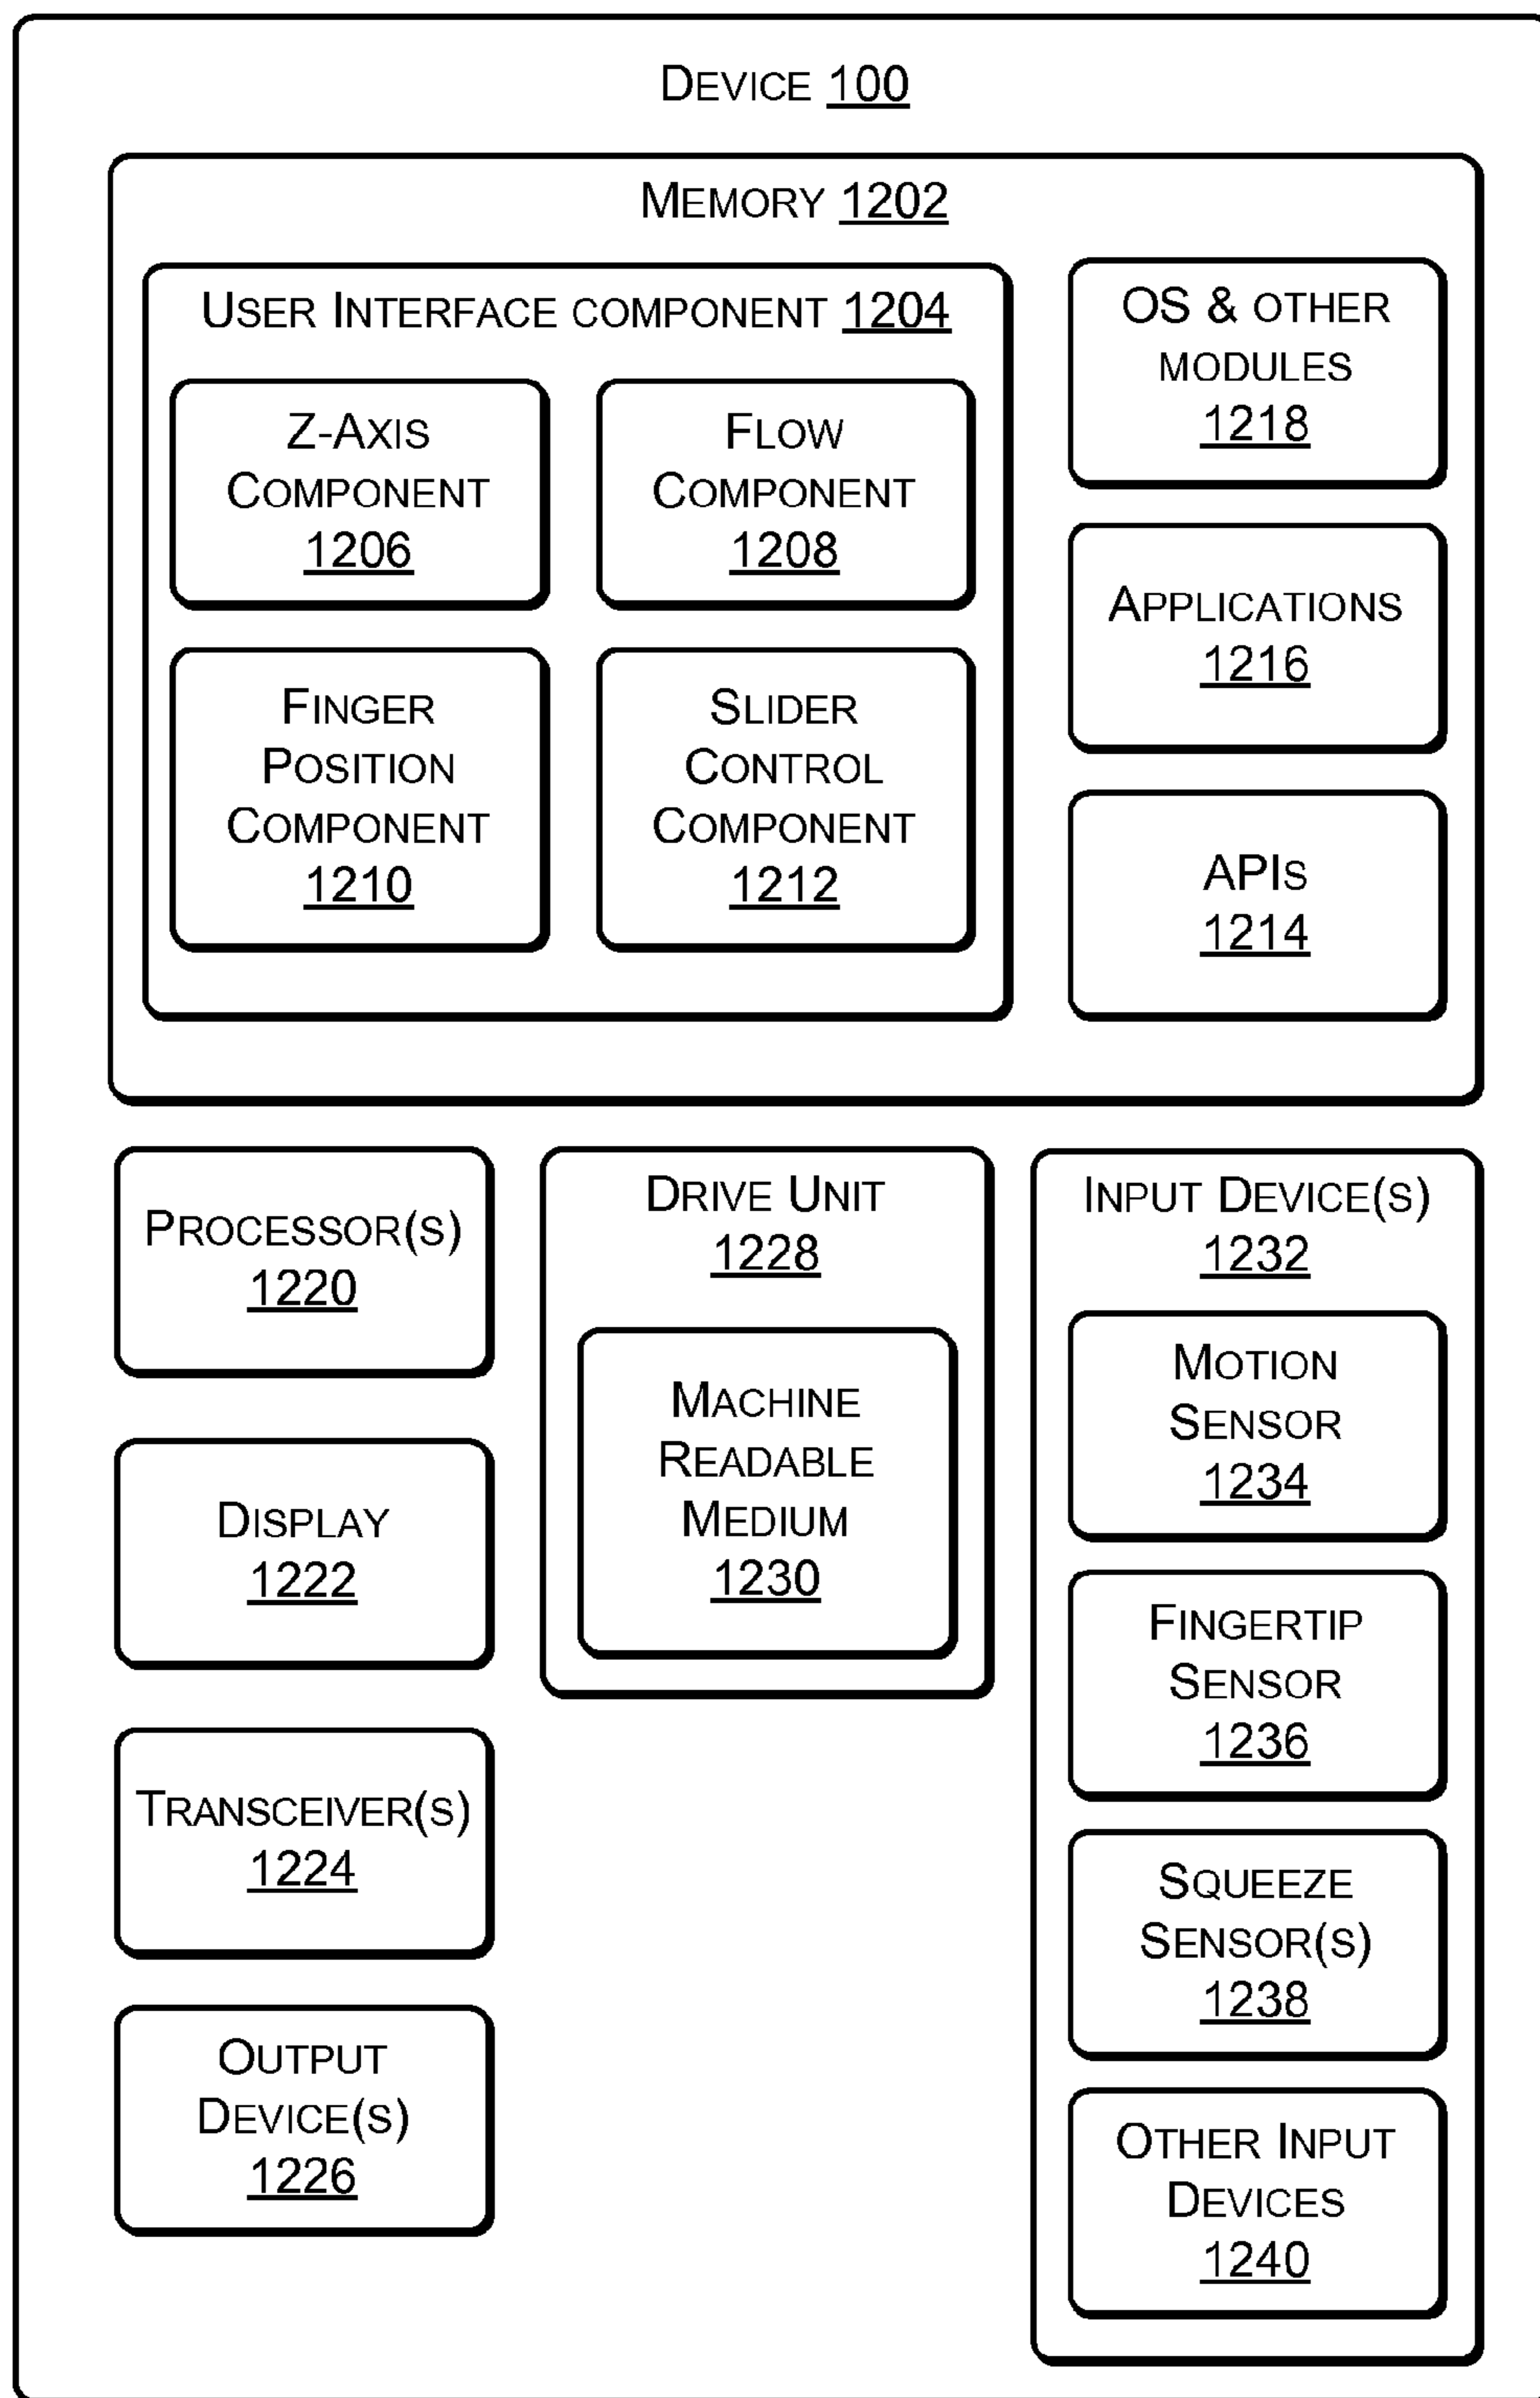 DEVICE 100
MEMORY 1202
USER INTERFACE COMPONENT 1204
Z-AXIS
COMPONENT
1206
FLOW
COMPONENT
1208
FINGER
POSITION
COMPONENT
1210
SLIDER
CONTROL
COMPONENT
1212
OS & OTHER
MODULES
1218
APPLICATIONS
1216
APIS
1214
PROCESSOR(S)
1220
DISPLAY
1222
TRANSCEIVER(S)
1224
OUTPUT
DEVICE(S)
1226
DRIVE UNIT
1228
MACHINE
READABLE
MEDIUM
1230
INPUT DEVICE(S)
1232
MOTION
SENSOR
1234
FINGERTIP
SENSOR
1236
SQUEEZE
SENSOR(S)
1238
OTHER INPUT
DEVICES
1240